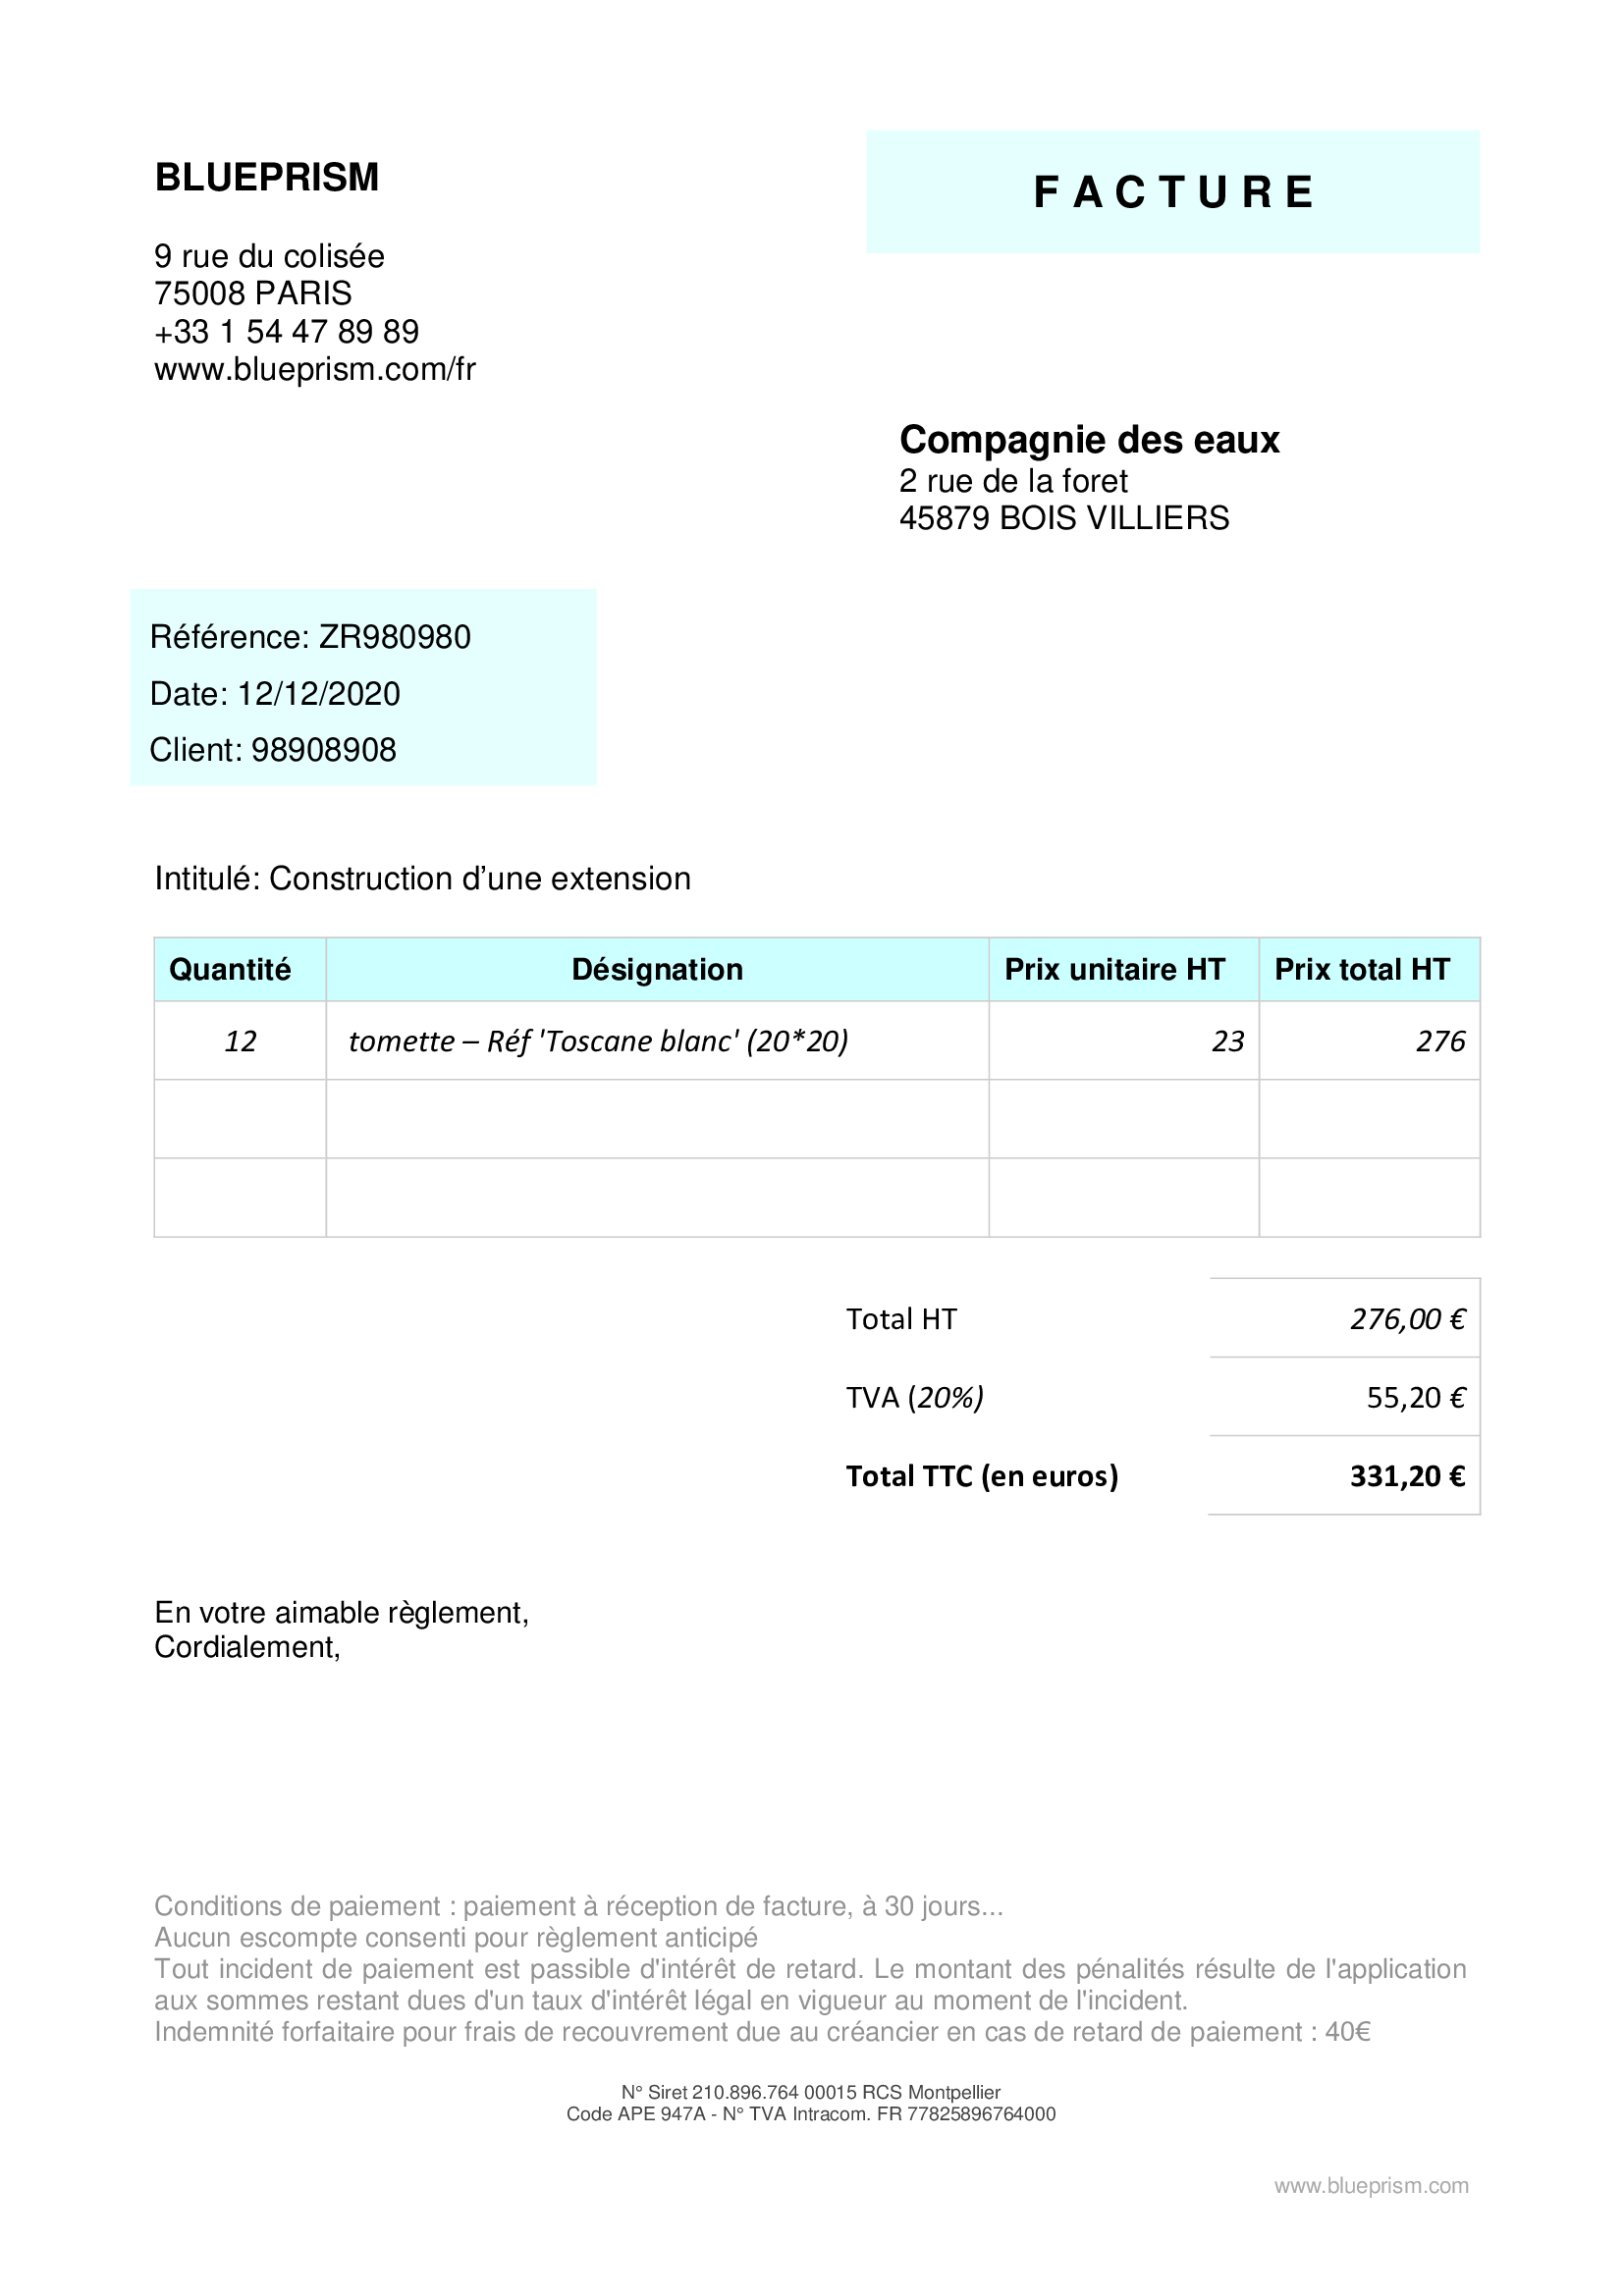 BLUEPRISM
FACTURE
9 rue du colisée
75008 PARIS
+33 1 54 47 89 89
www.blueprism.com/fr
Compagnie des eaux
2 rue de la foret
45879 BOIS VILLIERS
Référence: ZR980980
Date: 12/12/2020
Client: 98908908
Intitulé: Construction d’une extension
Quantité Désignation Prix unitaire HT Prix total HT
12 tomette – Réf 'Toscane blanc' (20*20) 23 276
Total HT 276,00 €
TVA (20%) 55,20 €
Total TTC (en euros) 331,20 €
En votre aimable règlement,
Cordialement,
Conditions de paiement : paiement à réception de facture, à 30 jours...
Aucun escompte consenti pour règlement anticipé
Tout incident de paiement est passible d'intérêt de retard. Le montant des pénalités résulte de l'application
aux sommes restant dues d'un taux d'intérêt légal en vigueur au moment de l'incident.
Indemnité forfaitaire pour frais de recouvrement due au créancier en cas de retard de paiement : 40€
N° Siret 210.896.764 00015 RCS Montpellier
Code APE 947A - N° TVA Intracom. FR 77825896764000
www.blueprism.com